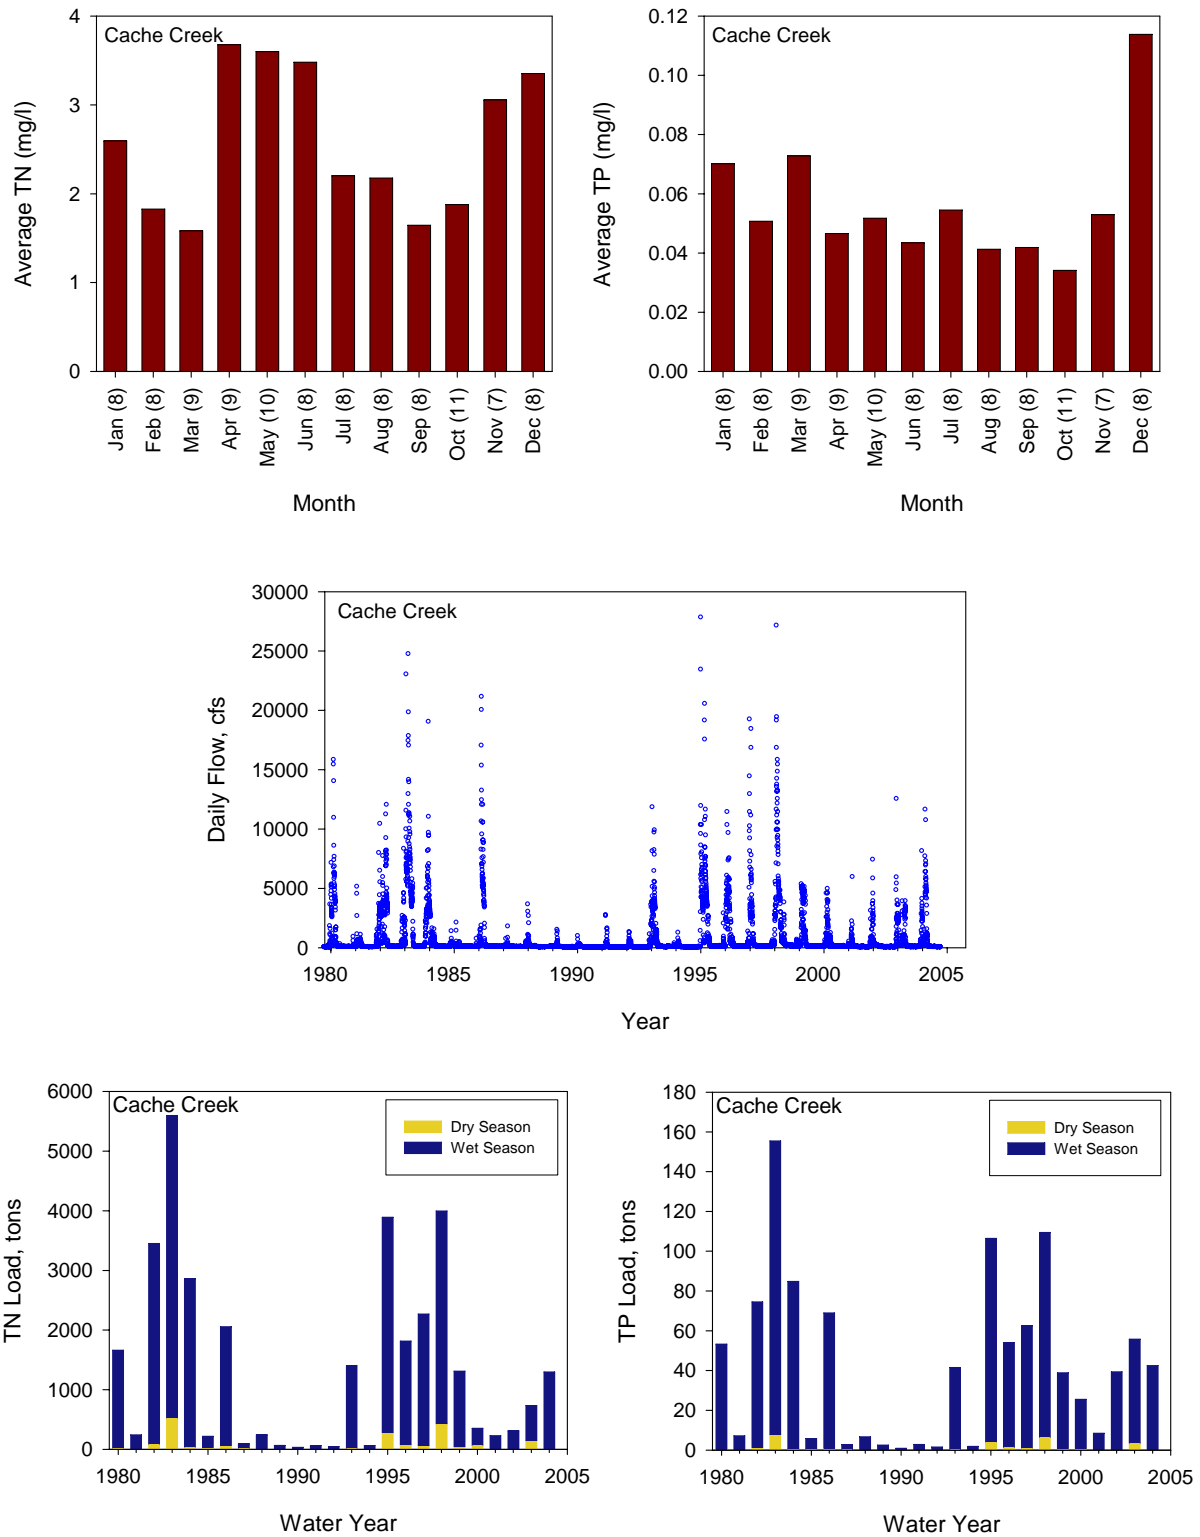 Cache Creek
4
3
2
1
0
Average TN (mg/l)
Jan (8)
Feb (8)
Mar (9)
Apr (9)
May (10)
Jun (8)
Jul (8)
Aug (8)
Sep (8)
Oct (11)
Nov (7)
Dec (8)
Month
Cache Creek
0.12
0.10
0.08
0.06
0.04
0.02
0.00
Average TP (mg/l)
Jan (8)
Feb (8)
Mar (9)
Apr (9)
May (10)
Jun (8)
Jul (8)
Aug (8)
Sep (8)
Oct (11)
Nov (7)
Dec (8)
Month
Cache Creek
30000
25000
20000
15000
10000
5000
0
Daily Flow, cfs
1980 1985 1990 1995 2000 2005
Year
Cache Creek
6000
5000
4000
3000
2000
1000
0
TN Load, tons
Dry Season
Wet Season
1980 1985 1990 1995 2000 2005
Water Year
Cache Creek
180
160
140
120
100
80
60
40
20
0
TP Load, tons
Dry Season
Wet Season
1980 1985 1990 1995 2000 2005
Water Year